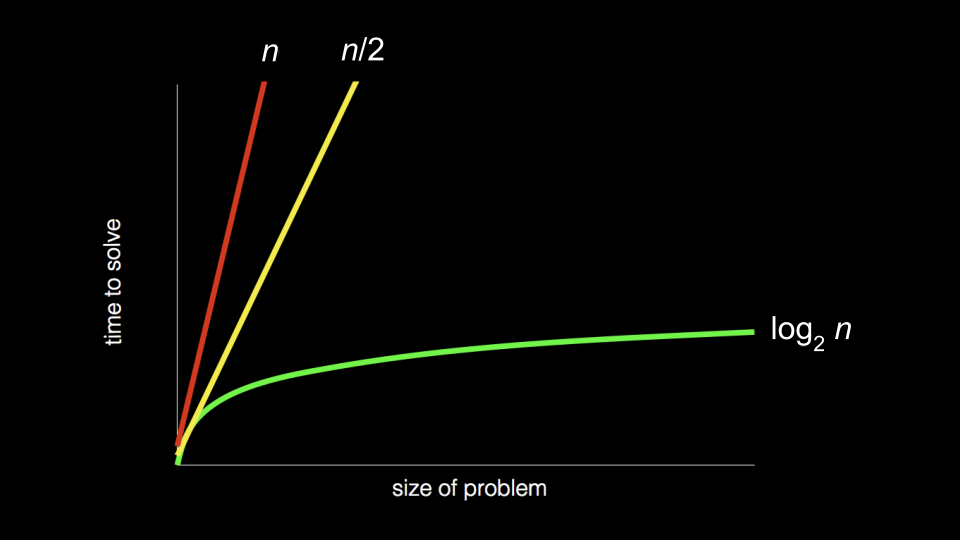 n
n/2
time to solve
log₂ n
size of problem